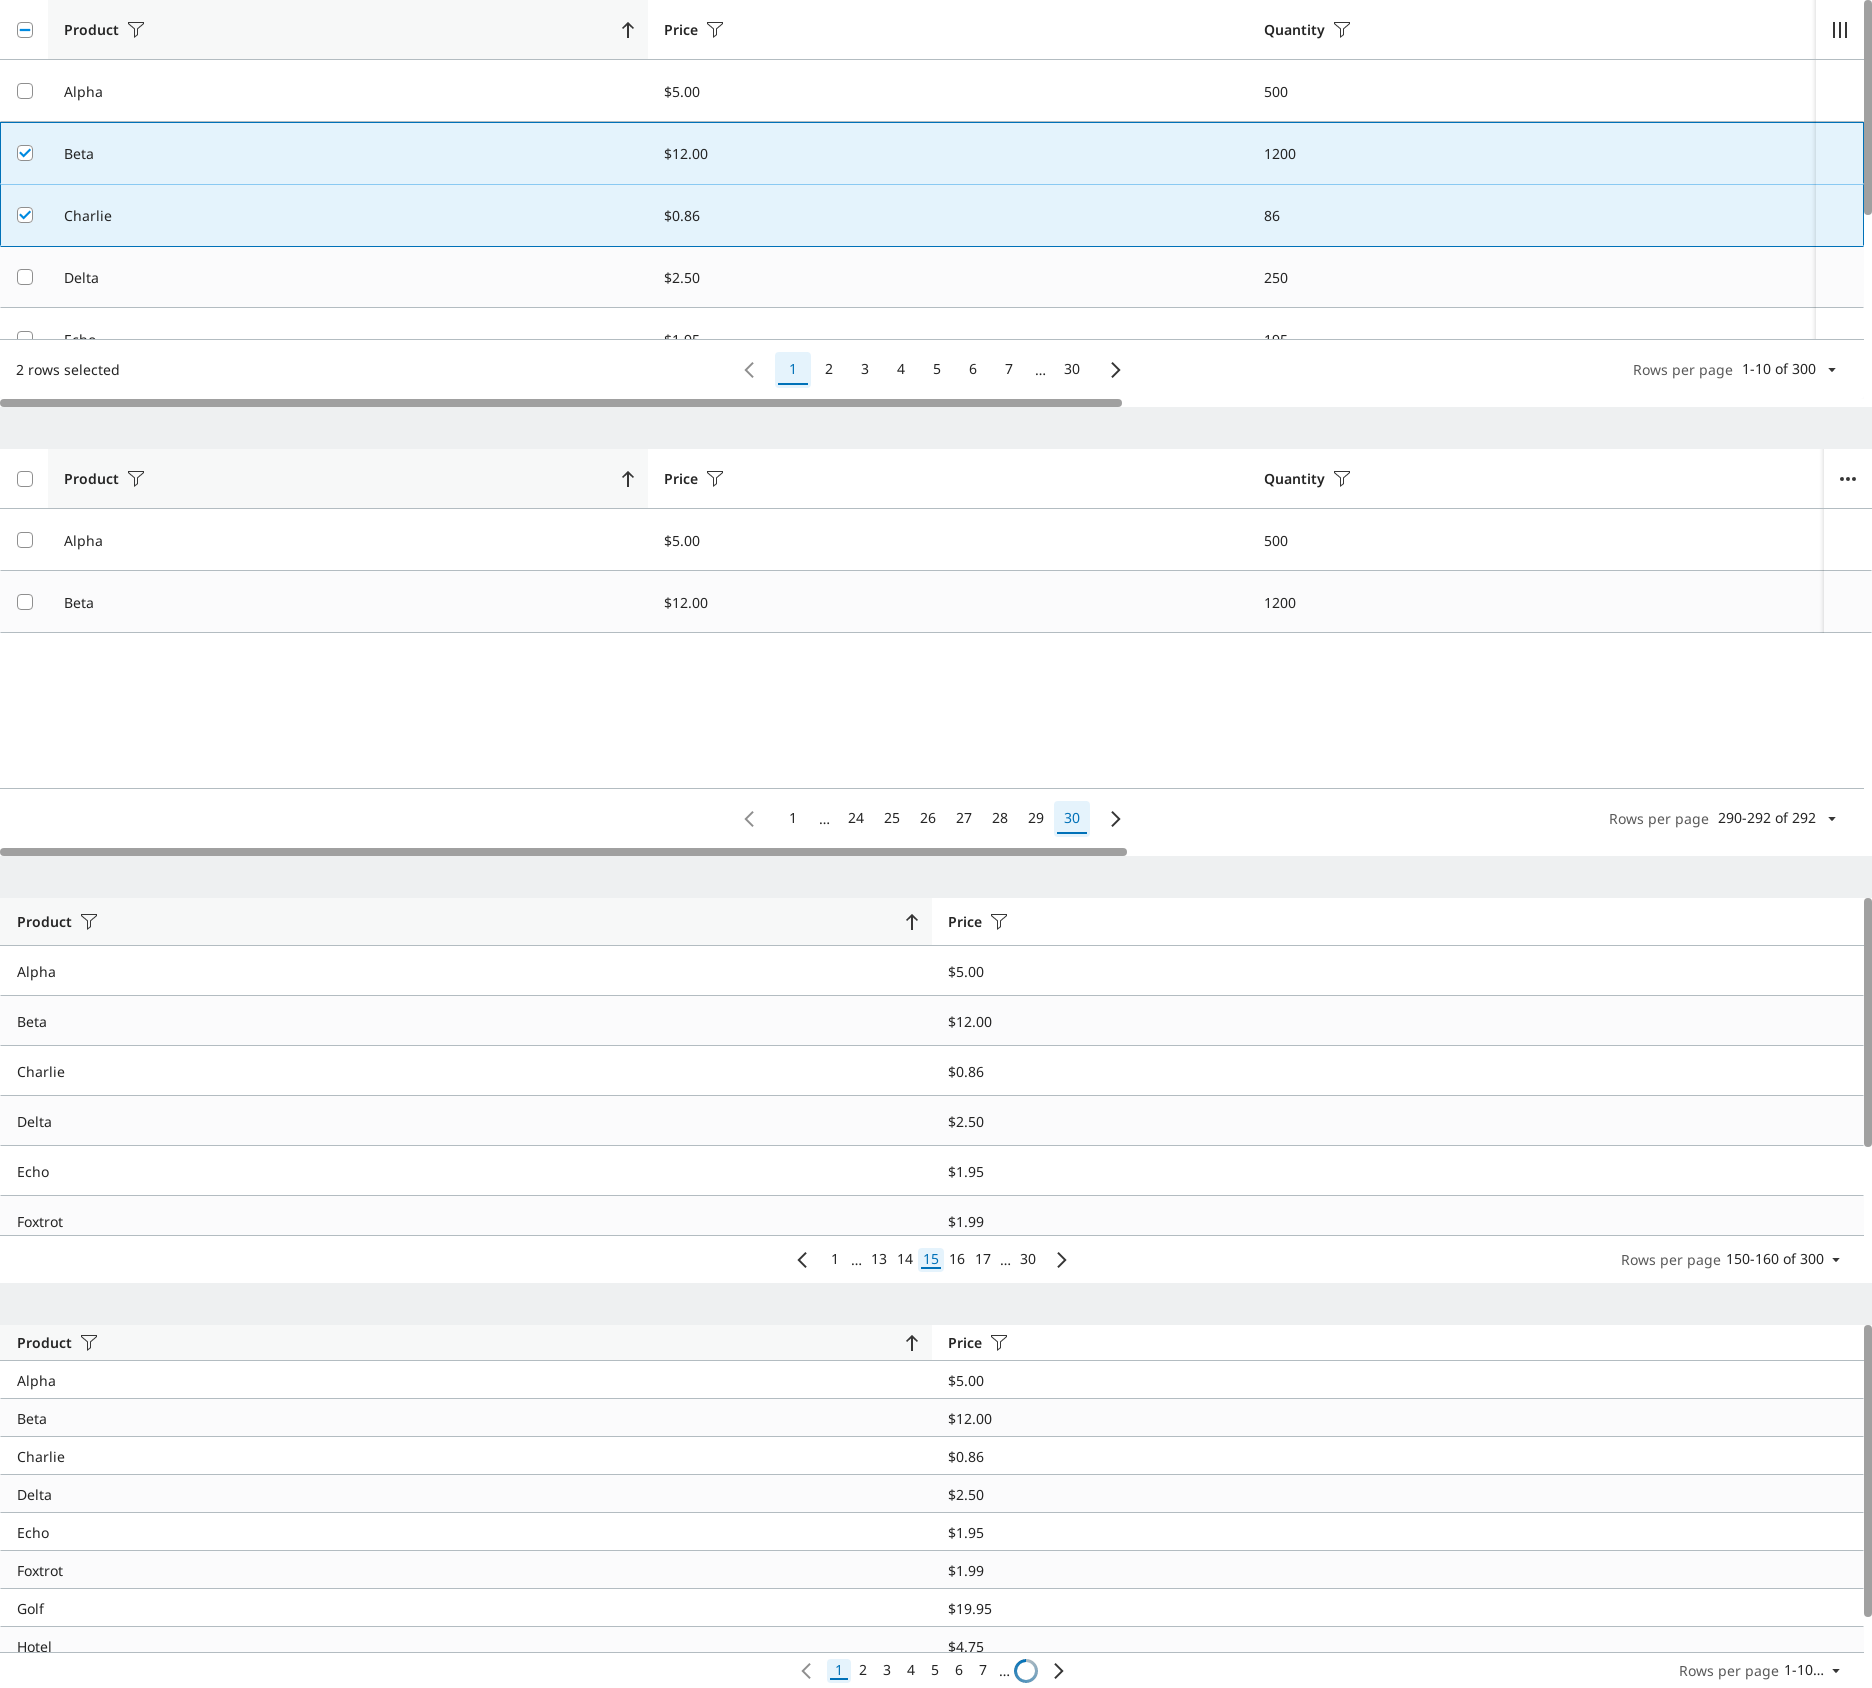 Product Price Quantity
Alpha $5.00 500
Beta $12.00 1200
Charlie $0.86 86
Delta $2.50 250
Echo $1.95 195
2 rows selected 1 2 3 4 5 6 7 ... 30 Rows per page 1-10 of 300
Product Price Quantity
Alpha $5.00 500
Beta $12.00 1200
1 ... 24 25 26 27 28 29 30 Rows per page 290-292 of 292
Product Price
Alpha $5.00
Beta $12.00
Charlie $0.86
Delta $2.50
Echo $1.95
Foxtrot $1.99
1 ... 13 14 15 16 17 ... 30 Rows per page 150-160 of 300
Product Price
Alpha $5.00
Beta $12.00
Charlie $0.86
Delta $2.50
Echo $1.95
Foxtrot $1.99
Golf $19.95
Hotel $4.75
1 2 3 4 5 6 7 ... Rows per page 1-10...